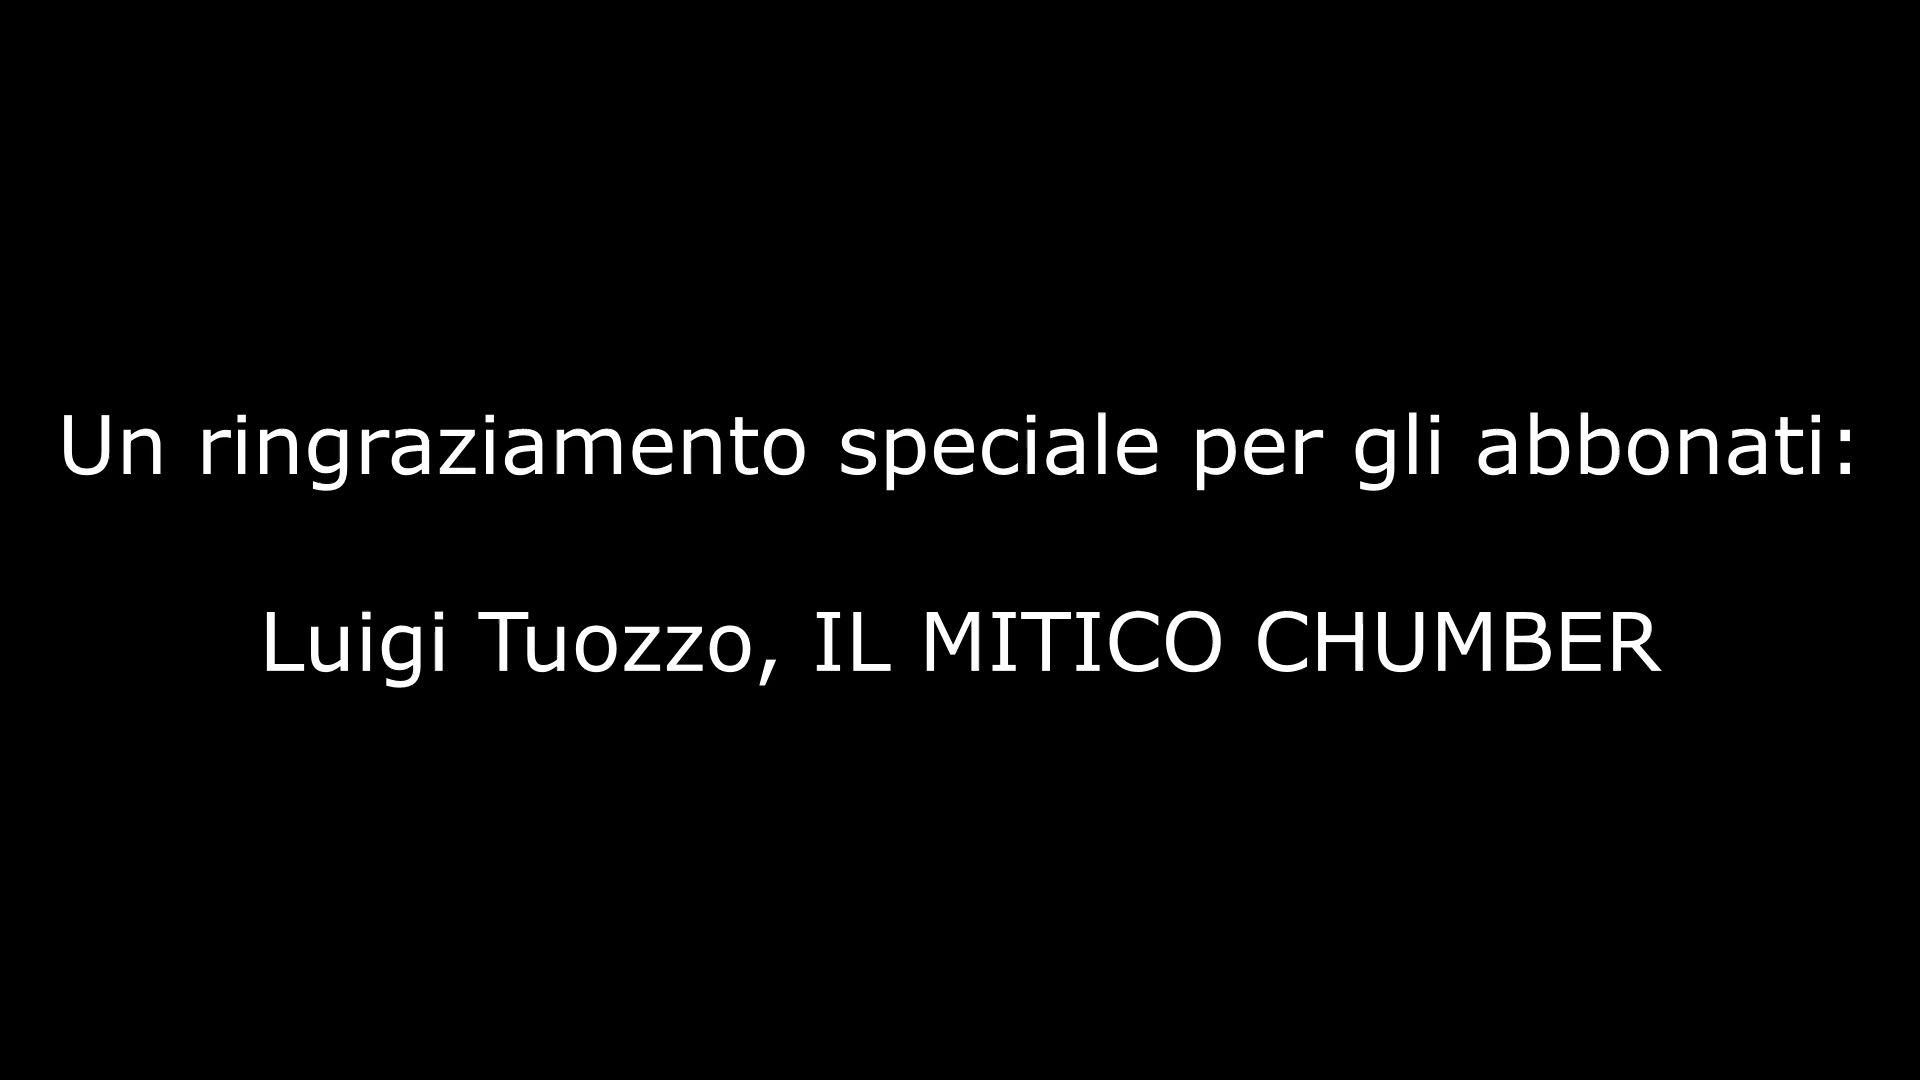 Un ringraziamento speciale per gli abbonati:
Luigi Tuozzo, IL MITICO CHUMBER